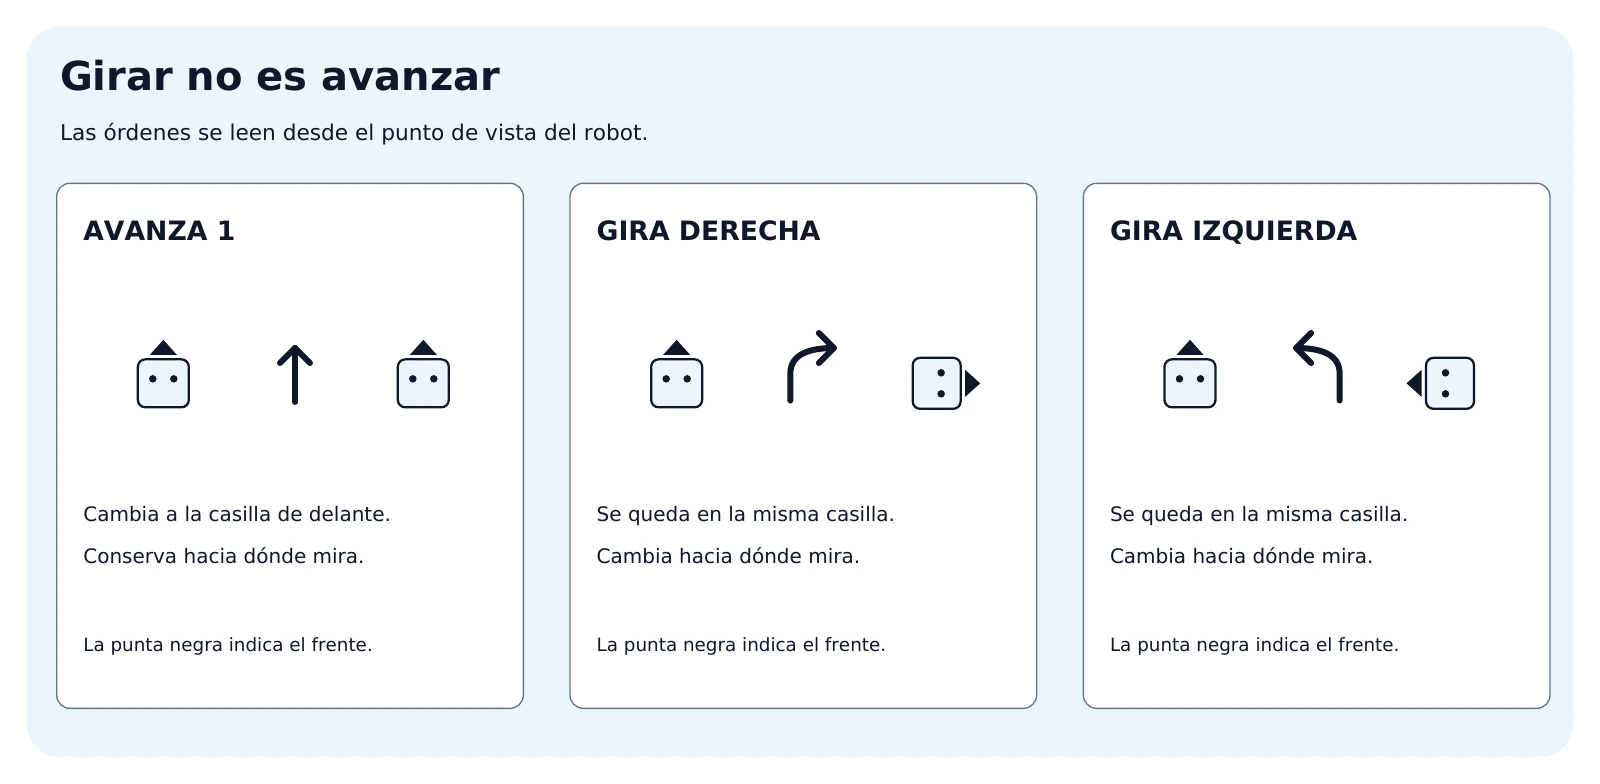 Girar no es avanzar
Las órdenes se leen desde el punto de vista del robot.
AVANZA 1
Cambia a la casilla de delante.
Conserva hacia dónde mira.
La punta negra indica el frente.
GIRA DERECHA
Se queda en la misma casilla.
Cambia hacia dónde mira.
La punta negra indica el frente.
GIRA IZQUIERDA
Se queda en la misma casilla.
Cambia hacia dónde mira.
La punta negra indica el frente.